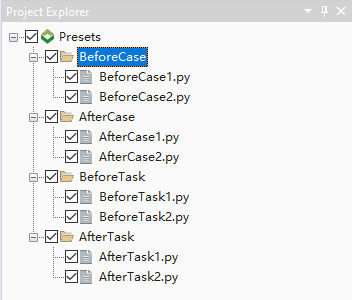 Project Explorer
Presets
BeforeCase
BeforeCase1.py
BeforeCase2.py
AfterCase
AfterCase1.py
AfterCase2.py
BeforeTask
BeforeTask1.py
BeforeTask2.py
AfterTask
AfterTask1.py
AfterTask2.py